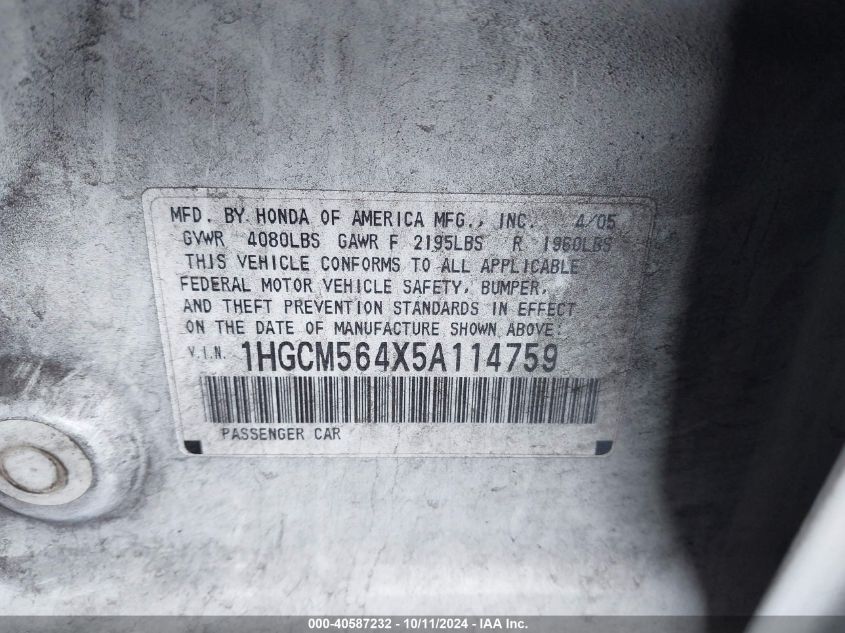 MFD. BY HONDA OF AMERICA MFG., INC. 4/05
GVWR 4080LBS GAWR F 2195LBS R 1960LBS
THIS VEHICLE CONFORMS TO ALL APPLICABLE
FEDERAL MOTOR VEHICLE SAFETY, BUMPER,
AND THEFT PREVENTION STANDARDS IN EFFECT
ON THE DATE OF MANUFACTURE SHOWN ABOVE:
V.I.N. 1HGCM564X5A114759
PASSENGER CAR
000-40587232 - 10/11/2024 - IAA Inc.